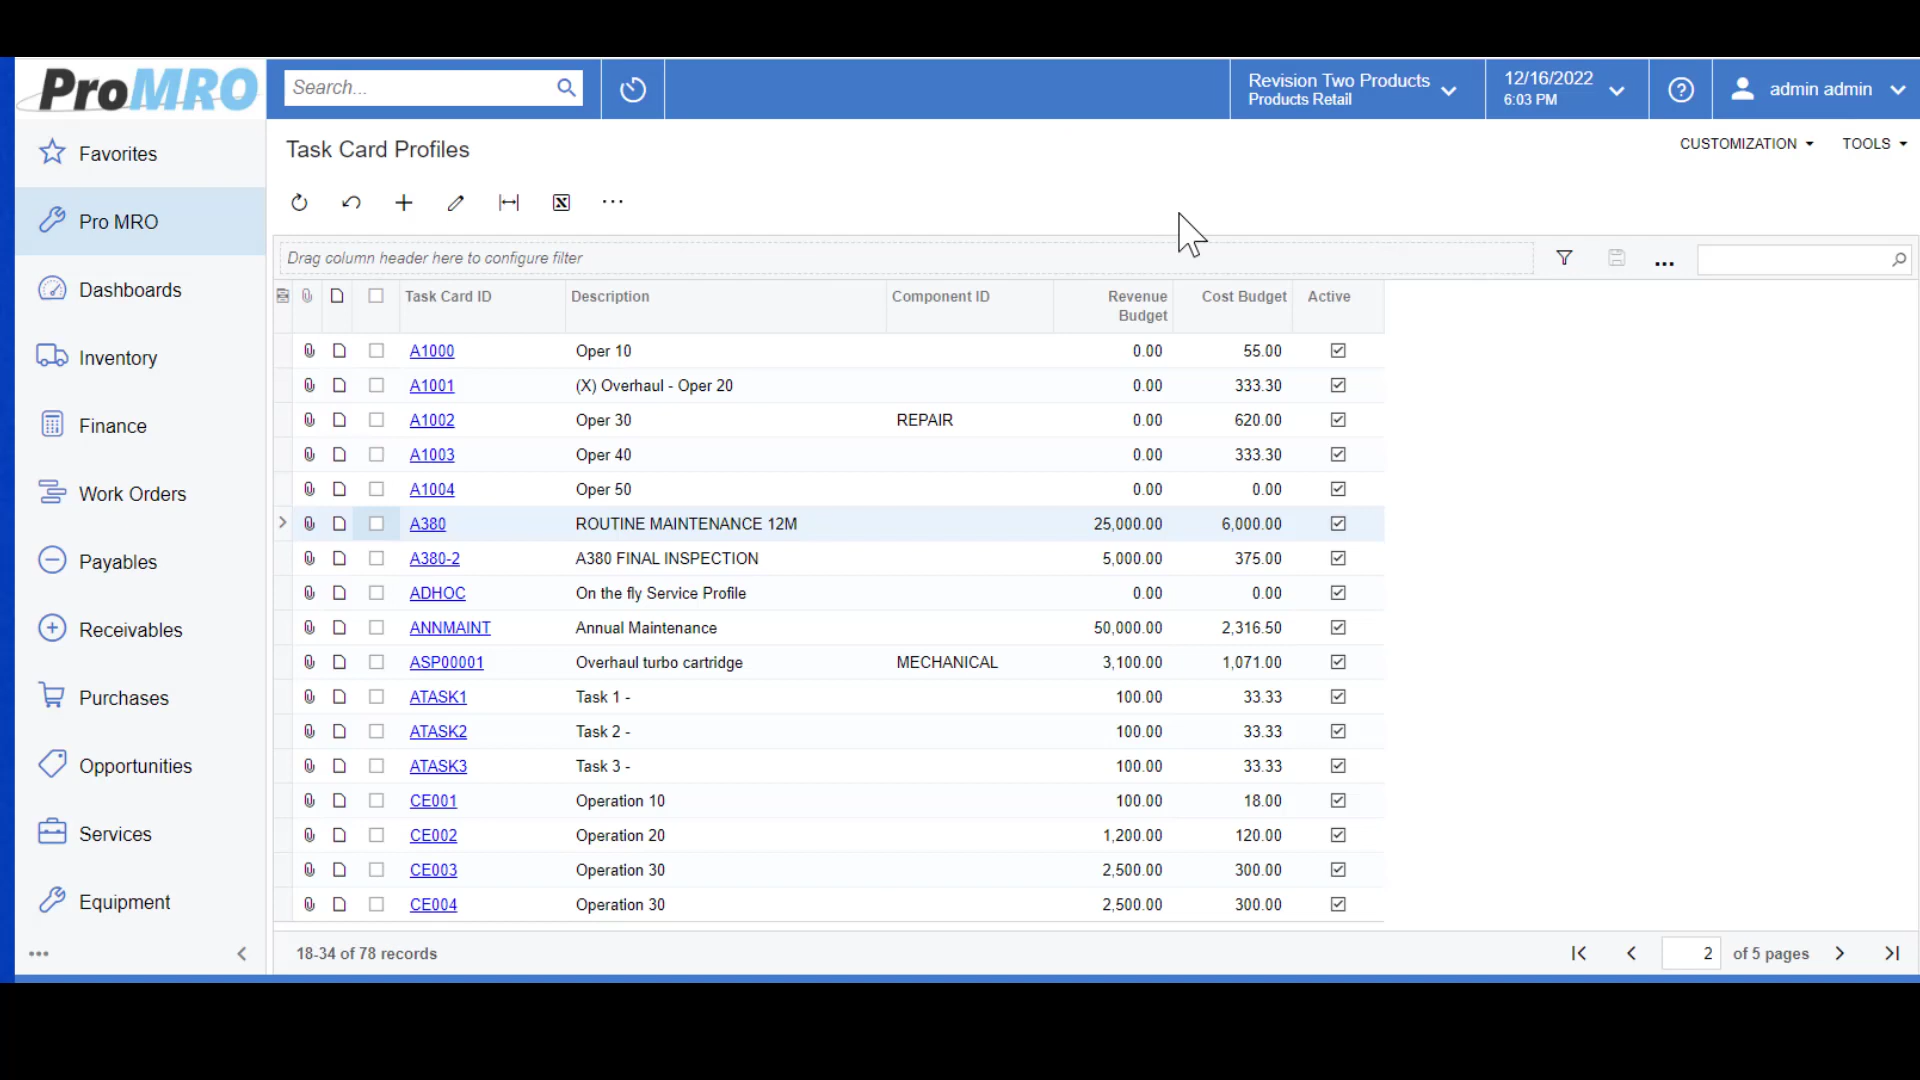 ProMRO
Search...
Revision Two Products
Products Retail
12/16/2022
6:03 PM
admin admin
Favorites
Pro MRO
Dashboards
Inventory
Finance
Work Orders
Payables
Receivables
Purchases
Opportunities
Services
Equipment
Task Card Profiles
CUSTOMIZATION
TOOLS
Drag column header here to configure filter
Task Card ID Description Component ID Revenue Budget Cost Budget Active
A1000 Oper 10 0.00 55.00
A1001 (X) Overhaul - Oper 20 0.00 333.30
A1002 Oper 30 REPAIR 0.00 620.00
A1003 Oper 40 0.00 333.30
A1004 Oper 50 0.00 0.00
A380 ROUTINE MAINTENANCE 12M 25,000.00 6,000.00
A380-2 A380 FINAL INSPECTION 5,000.00 375.00
ADHOC On the fly Service Profile 0.00 0.00
ANNMAINT Annual Maintenance 50,000.00 2,316.50
ASP00001 Overhaul turbo cartridge MECHANICAL 3,100.00 1,071.00
ATASK1 Task 1 - 100.00 33.33
ATASK2 Task 2 - 100.00 33.33
ATASK3 Task 3 - 100.00 33.33
CE001 Operation 10 100.00 18.00
CE002 Operation 20 1,200.00 120.00
CE003 Operation 30 2,500.00 300.00
CE004 Operation 30 2,500.00 300.00
18-34 of 78 records
2 of 5 pages